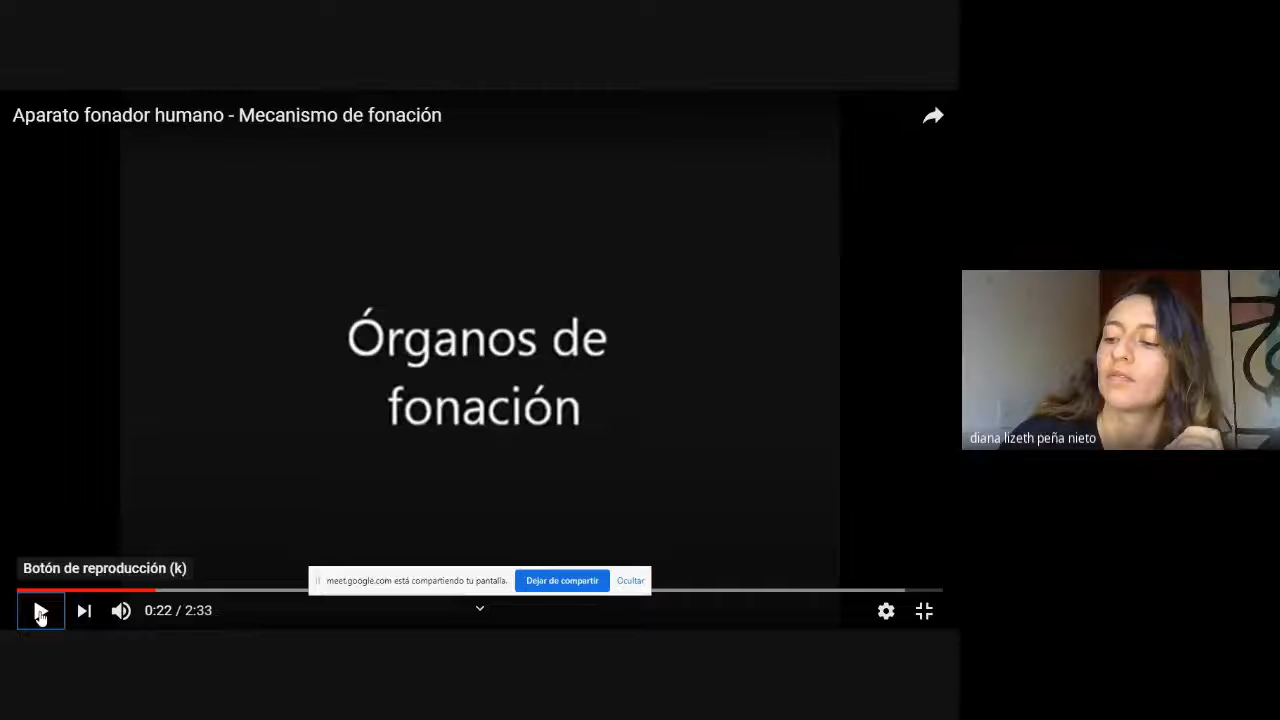 Aparato fonador humano - Mecanismo de fonación
Órganos de
fonación
diana lizeth peña nieto
Botón de reproducción (k)
meet.google.com está compartiendo tu pantalla.
Dejar de compartir
Ocultar
0:22 / 2:33